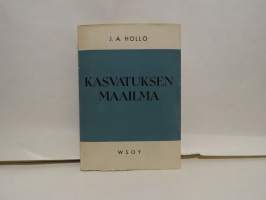 J. A. HOLLO
KASVATUKSEN
MAAILMA
WSOY